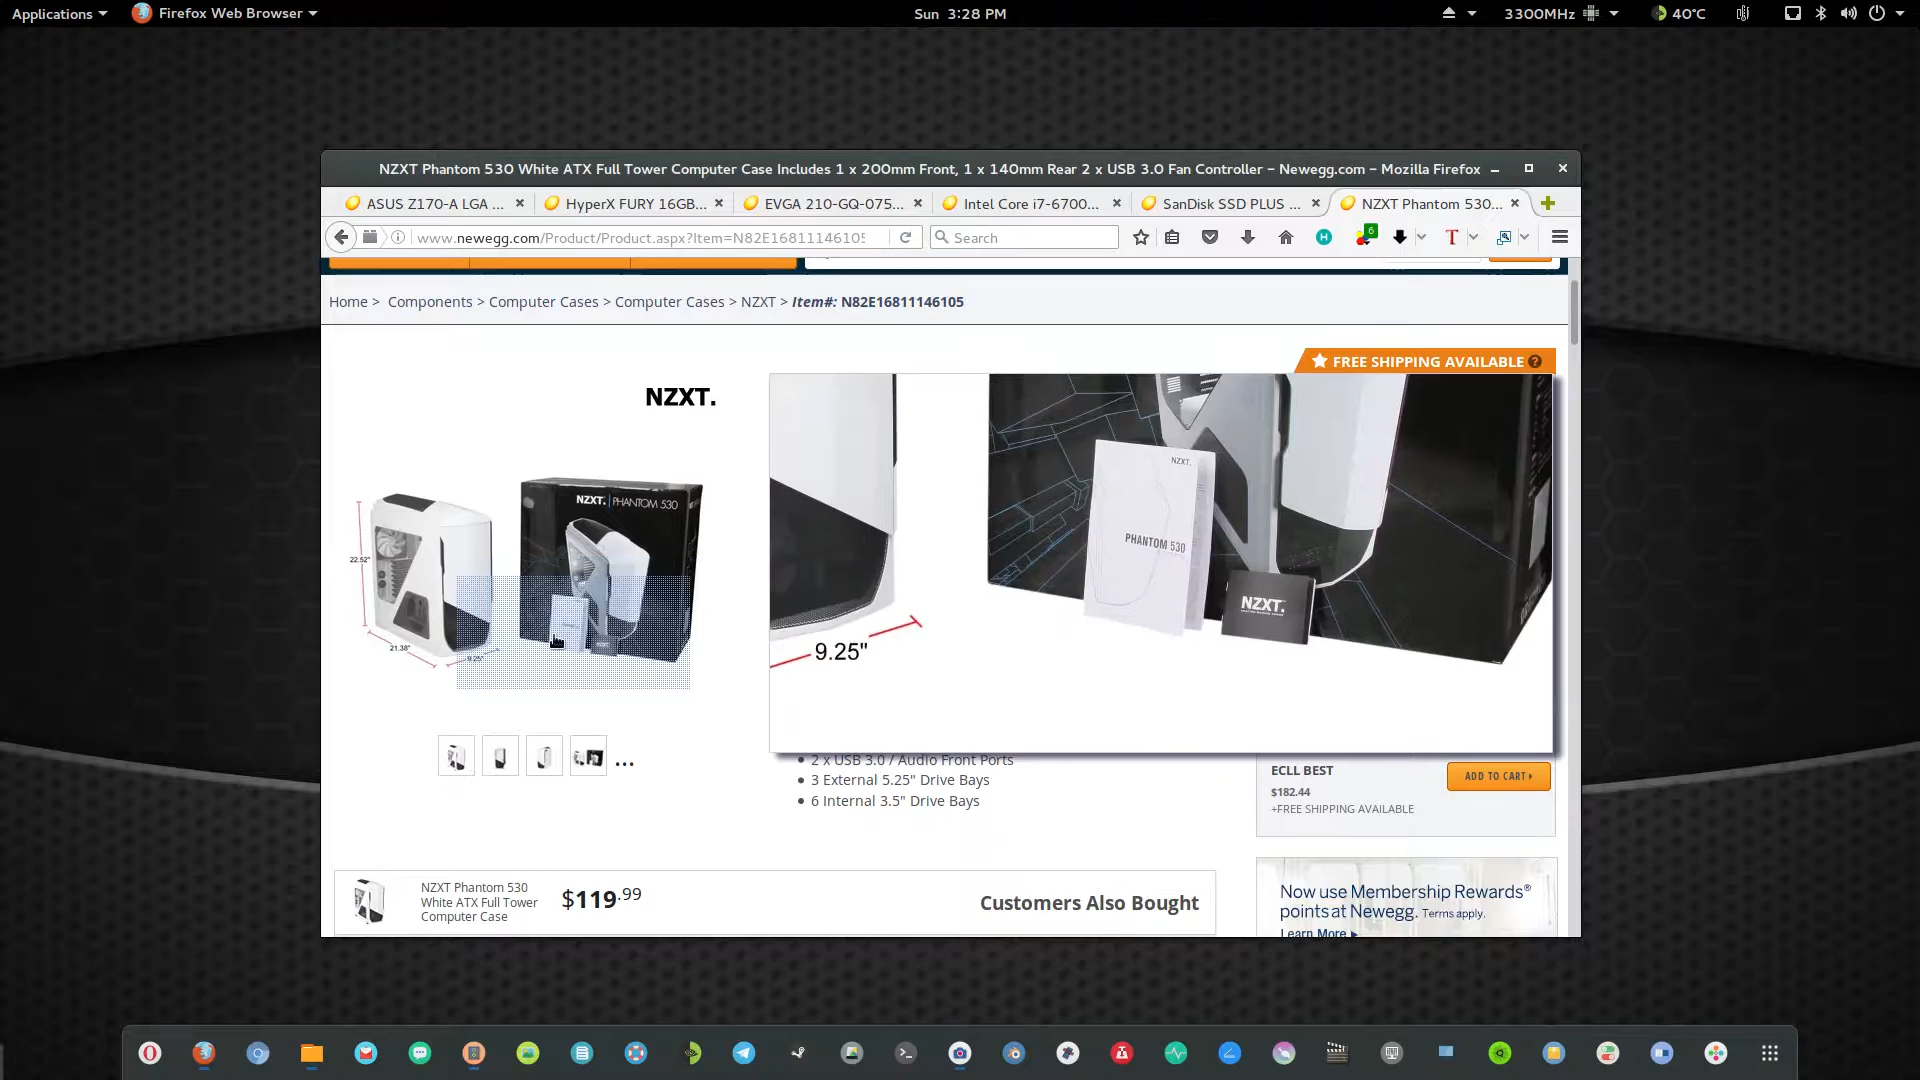 Applications
Firefox Web Browser
Sun 3:28 PM
3300MHz
40°C
NZXT Phantom 530 White ATX Full Tower Computer Case Includes 1 x 200mm Front, 1 x 140mm Rear 2 x USB 3.0 Fan Controller – Newegg.com – Mozilla Firefox
ASUS Z170-A LGA ...
HyperX FURY 16GB...
EVGA 210-GQ-075...
Intel Core i7-6700...
SanDisk SSD PLUS ...
NZXT Phantom 530...
www.newegg.com/Product/Product.aspx?Item=N82E16811146105
Search
6
Home > Components > Computer Cases > Computer Cases > NZXT > Item#: N82E16811146105
FREE SHIPPING AVAILABLE ?
NZXT.
NZXT. PHANTOM 530
22.52"
21.38"
9.25"
NZXT.
PHANTOM 530
NZXT.
9.25"
...
2 x USB 3.0 / Audio Front Ports
3 External 5.25" Drive Bays
6 Internal 3.5" Drive Bays
ECLL BEST
$182.44
+FREE SHIPPING AVAILABLE
ADD TO CART
NZXT Phantom 530
White ATX Full Tower
Computer Case
$119.99
Customers Also Bought
Now use Membership Rewards®
points at Newegg. Terms apply.
Learn More